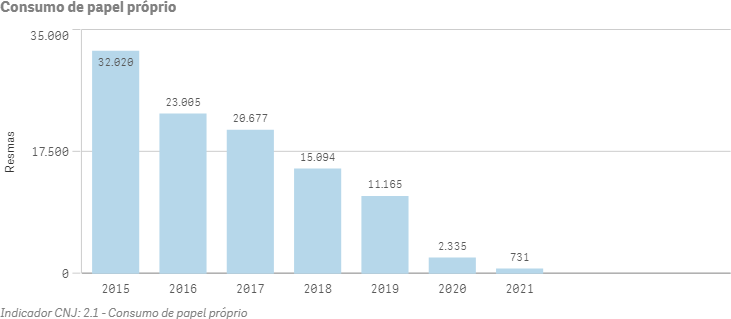 Consumo de papel próprio
35.000
32.020
23.005
20.677
17.500
15.094
11.165
2.335
731
0
Resmas
2015 2016 2017 2018 2019 2020 2021
Indicador CNJ: 2.1 - Consumo de papel próprio